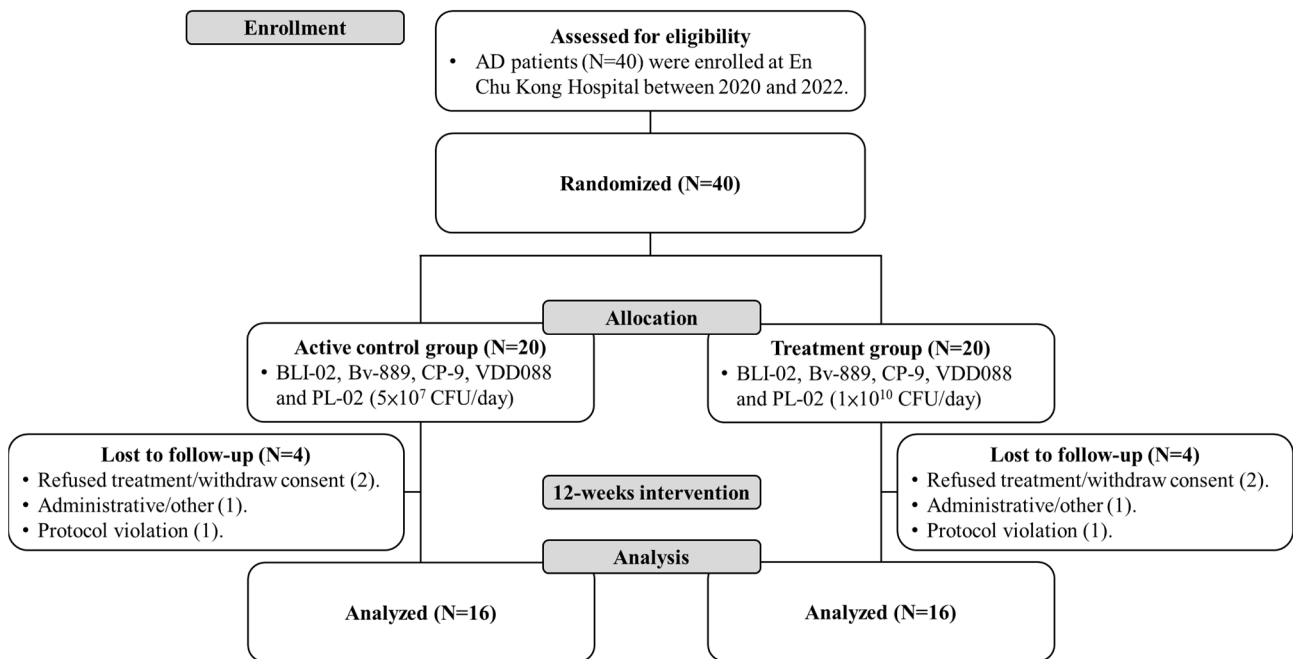 Enrollment
Assessed for eligibility
• AD patients (N=40) were enrolled at En
Chu Kong Hospital between 2020 and 2022.
Randomized (N=40)
Allocation
Active control group (N=20)
• BLI-02, Bv-889, CP-9, VDD088
and PL-02 (5×10⁷ CFU/day)
Treatment group (N=20)
• BLI-02, Bv-889, CP-9, VDD088
and PL-02 (1×10¹⁰ CFU/day)
Lost to follow-up (N=4)
• Refused treatment/withdraw consent (2).
• Administrative/other (1).
• Protocol violation (1).
12-weeks intervention
Lost to follow-up (N=4)
• Refused treatment/withdraw consent (2).
• Administrative/other (1).
• Protocol violation (1).
Analysis
Analyzed (N=16)
Analyzed (N=16)